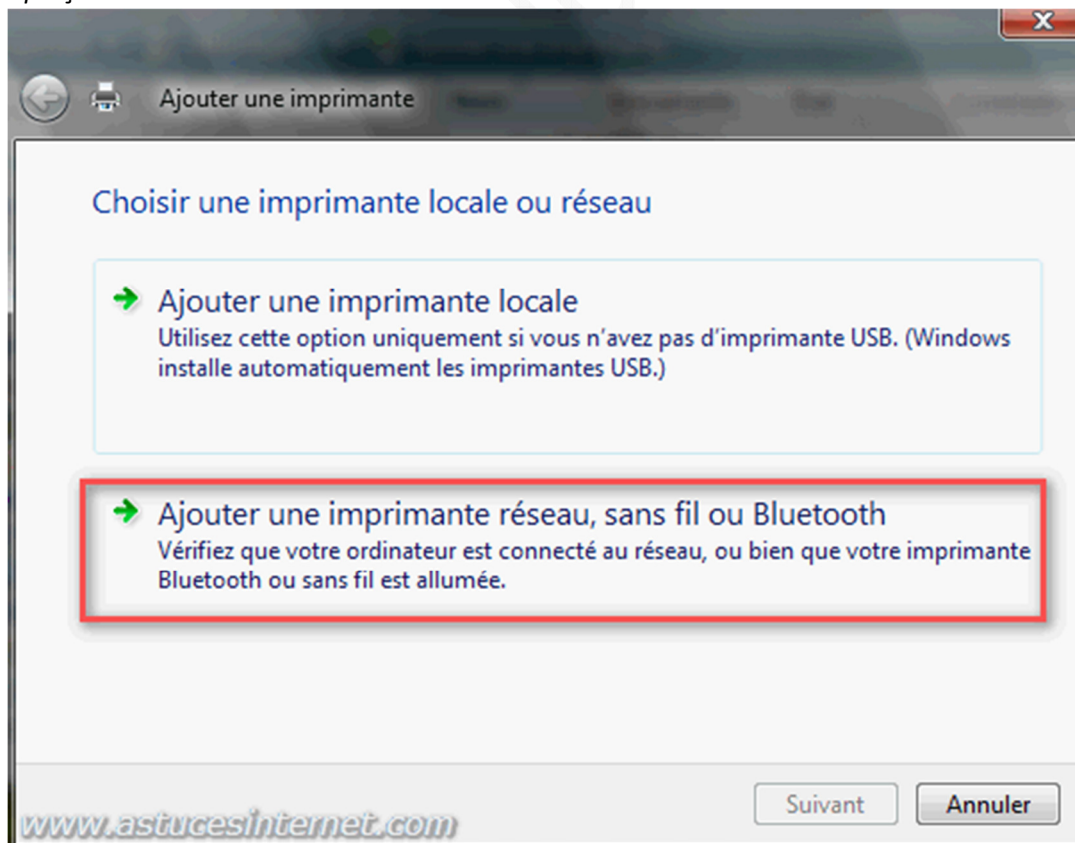 X
Ajouter une imprimante
Choisir une imprimante locale ou réseau
Ajouter une imprimante locale
Utilisez cette option uniquement si vous n'avez pas d'imprimante USB. (Windows
installe automatiquement les imprimantes USB.)
Ajouter une imprimante réseau, sans fil ou Bluetooth
Vérifiez que votre ordinateur est connecté au réseau, ou bien que votre imprimante
Bluetooth ou sans fil est allumée.
Suivant Annuler
www.astucesinternet.com